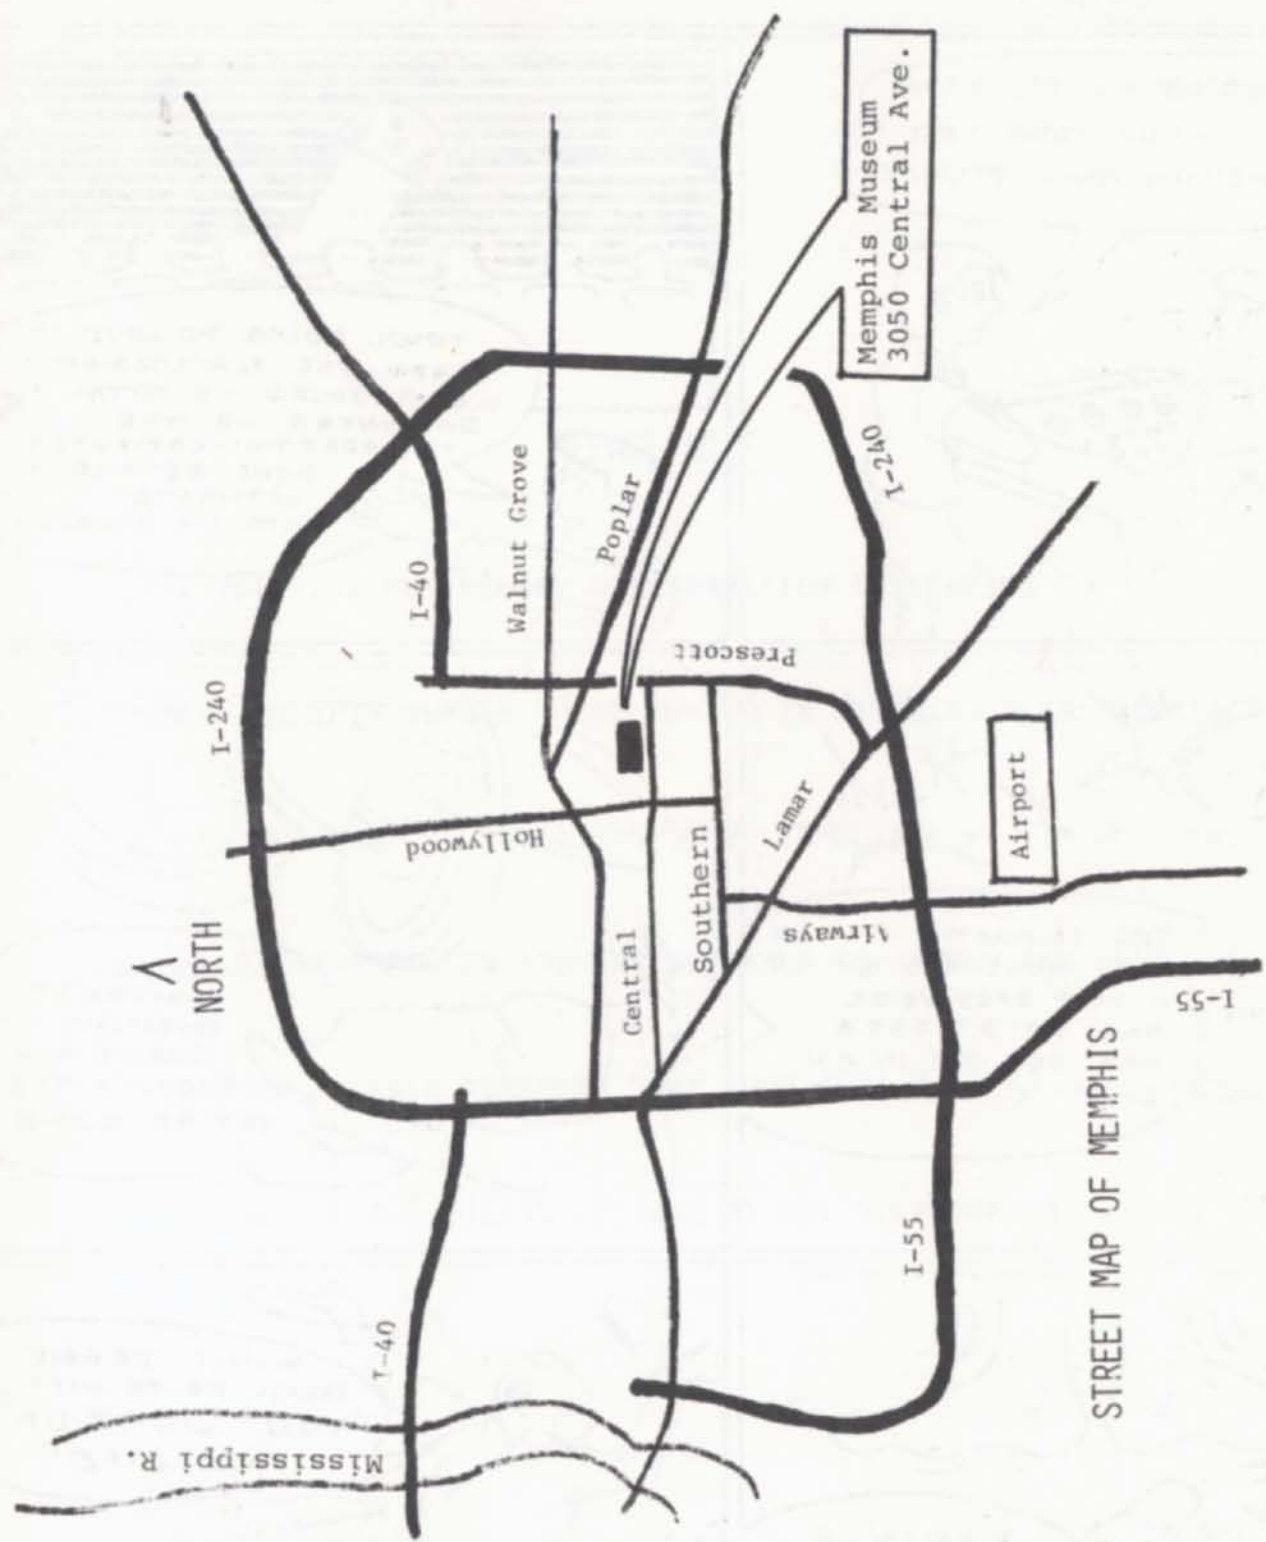 NORTH
I-240
Mississippi R.
I-40
I-40
Hollywood
Walnut Grove
Poplar
Central
Southern
Prescott
Lamar
Airways
Memphis Museum
3050 Central Ave.
I-240
I-55
Airport
I-55
STREET MAP OF MEMPHIS